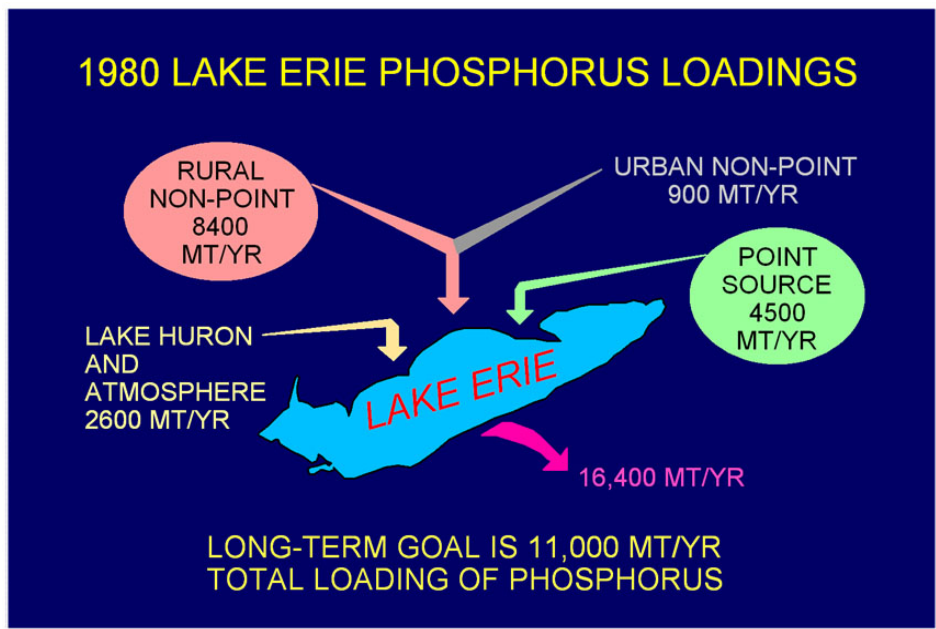 1980 LAKE ERIE PHOSPHORUS LOADINGS
RURAL
NON-POINT
8400
MT/YR
URBAN NON-POINT
900 MT/YR
POINT
SOURCE
4500
MT/YR
LAKE HURON
AND
ATMOSPHERE
2600 MT/YR
LAKE ERIE
16,400 MT/YR
LONG-TERM GOAL IS 11,000 MT/YR
TOTAL LOADING OF PHOSPHORUS